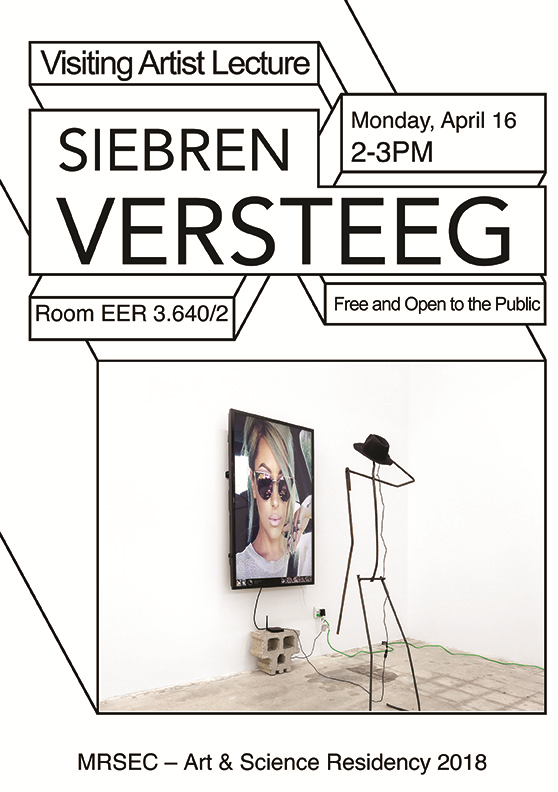 Visiting Artist Lecture
Monday, April 16
2-3PM
SIEBREN
VERSTEEG
Room EER 3.640/2
Free and Open to the Public
MRSEC – Art & Science Residency 2018